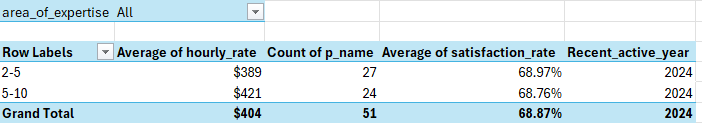 area_of_expertise All
Row Labels Average of hourly_rate Count of p_name Average of satisfaction_rate Recent_active_year
2-5 $389 27 68.97% 2024
5-10 $421 24 68.76% 2024
Grand Total $404 51 68.87% 2024